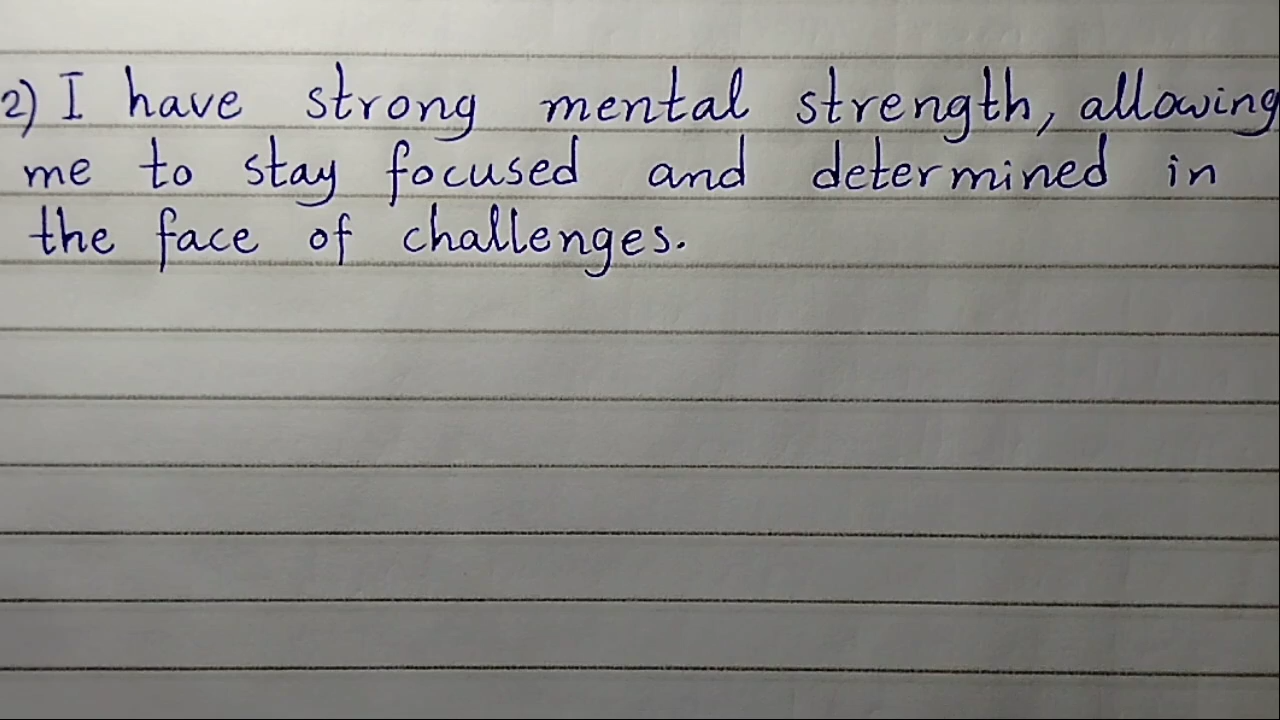 2) I have strong mental strength, allowing
me to stay focused and determined in
the face of challenges.